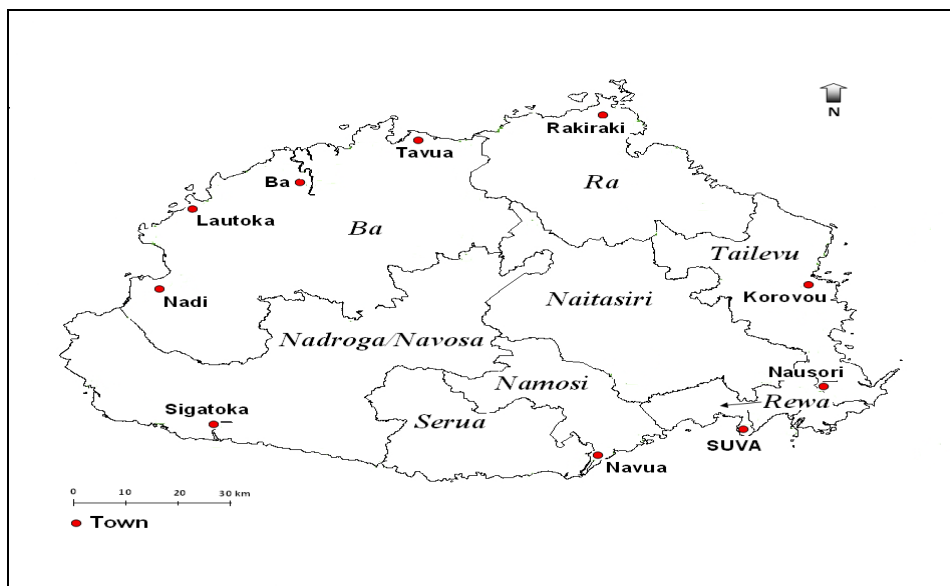 Rakiraki
N
Tavua
Ba
Ra
Lautoka
Ba
Tailevu
Nadi
Naitasiri
Korovou
Nadroga/Navosa
Nausori
Namosi
Rewa
Sigatoka
Serua
SUVA
Navua
0 10 20 30 km
Town